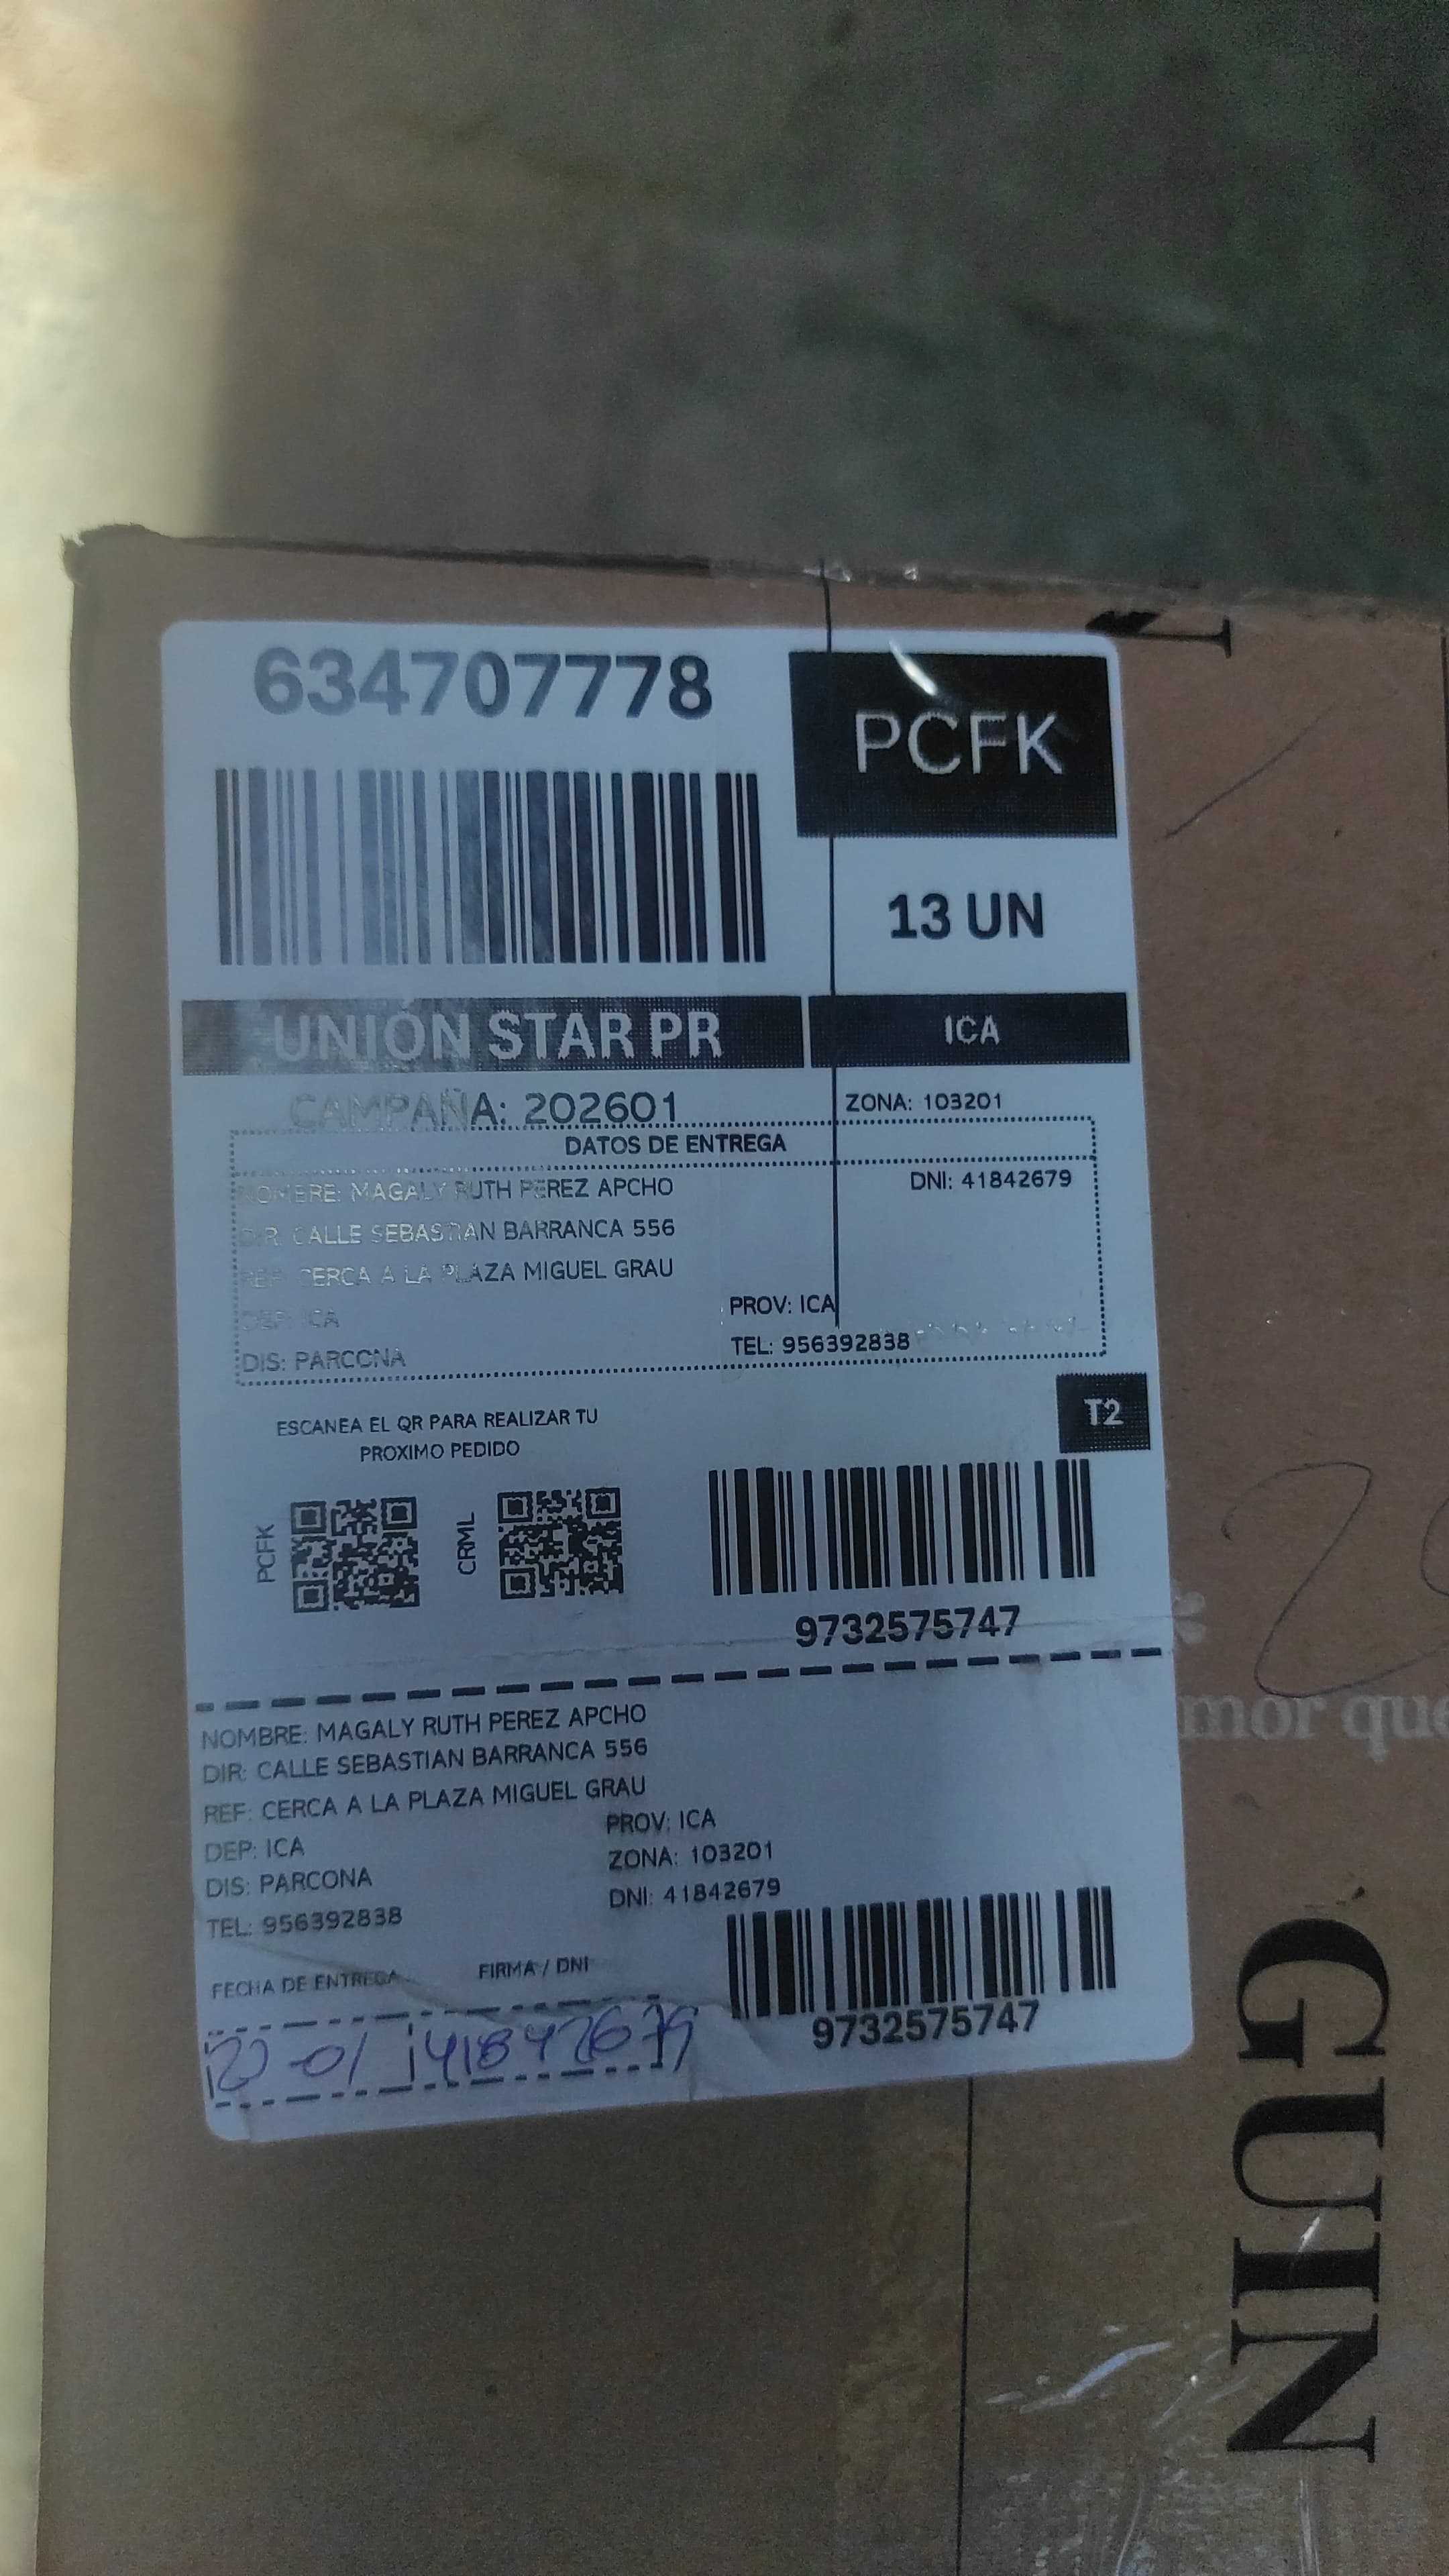 634707778
PCFK
13 UN
UNIÓN STAR PR
ICA
CAMPAÑA: 202601
ZONA: 103201
DATOS DE ENTREGA
NOMBRE: MAGALY RUTH PEREZ APCHO
DNI: 41842679
DIR: CALLE SEBASTIAN BARRANCA 556
REF: CERCA A LA PLAZA MIGUEL GRAU
DEP: ICA
PROV: ICA
DIS: PARCONA
TEL: 956392838
T2
ESCANEA EL QR PARA REALIZAR TU
PROXIMO PEDIDO
PCFK
CRML
9732575747
NOMBRE: MAGALY RUTH PEREZ APCHO
DIR: CALLE SEBASTIAN BARRANCA 556
REF: CERCA A LA PLAZA MIGUEL GRAU
DEP: ICA
PROV: ICA
DIS: PARCONA
ZONA: 103201
TEL: 956392838
DNI: 41842679
FECHA DE ENTREGA
FIRMA / DNI
41842679
9732575747
mor que
GUIN